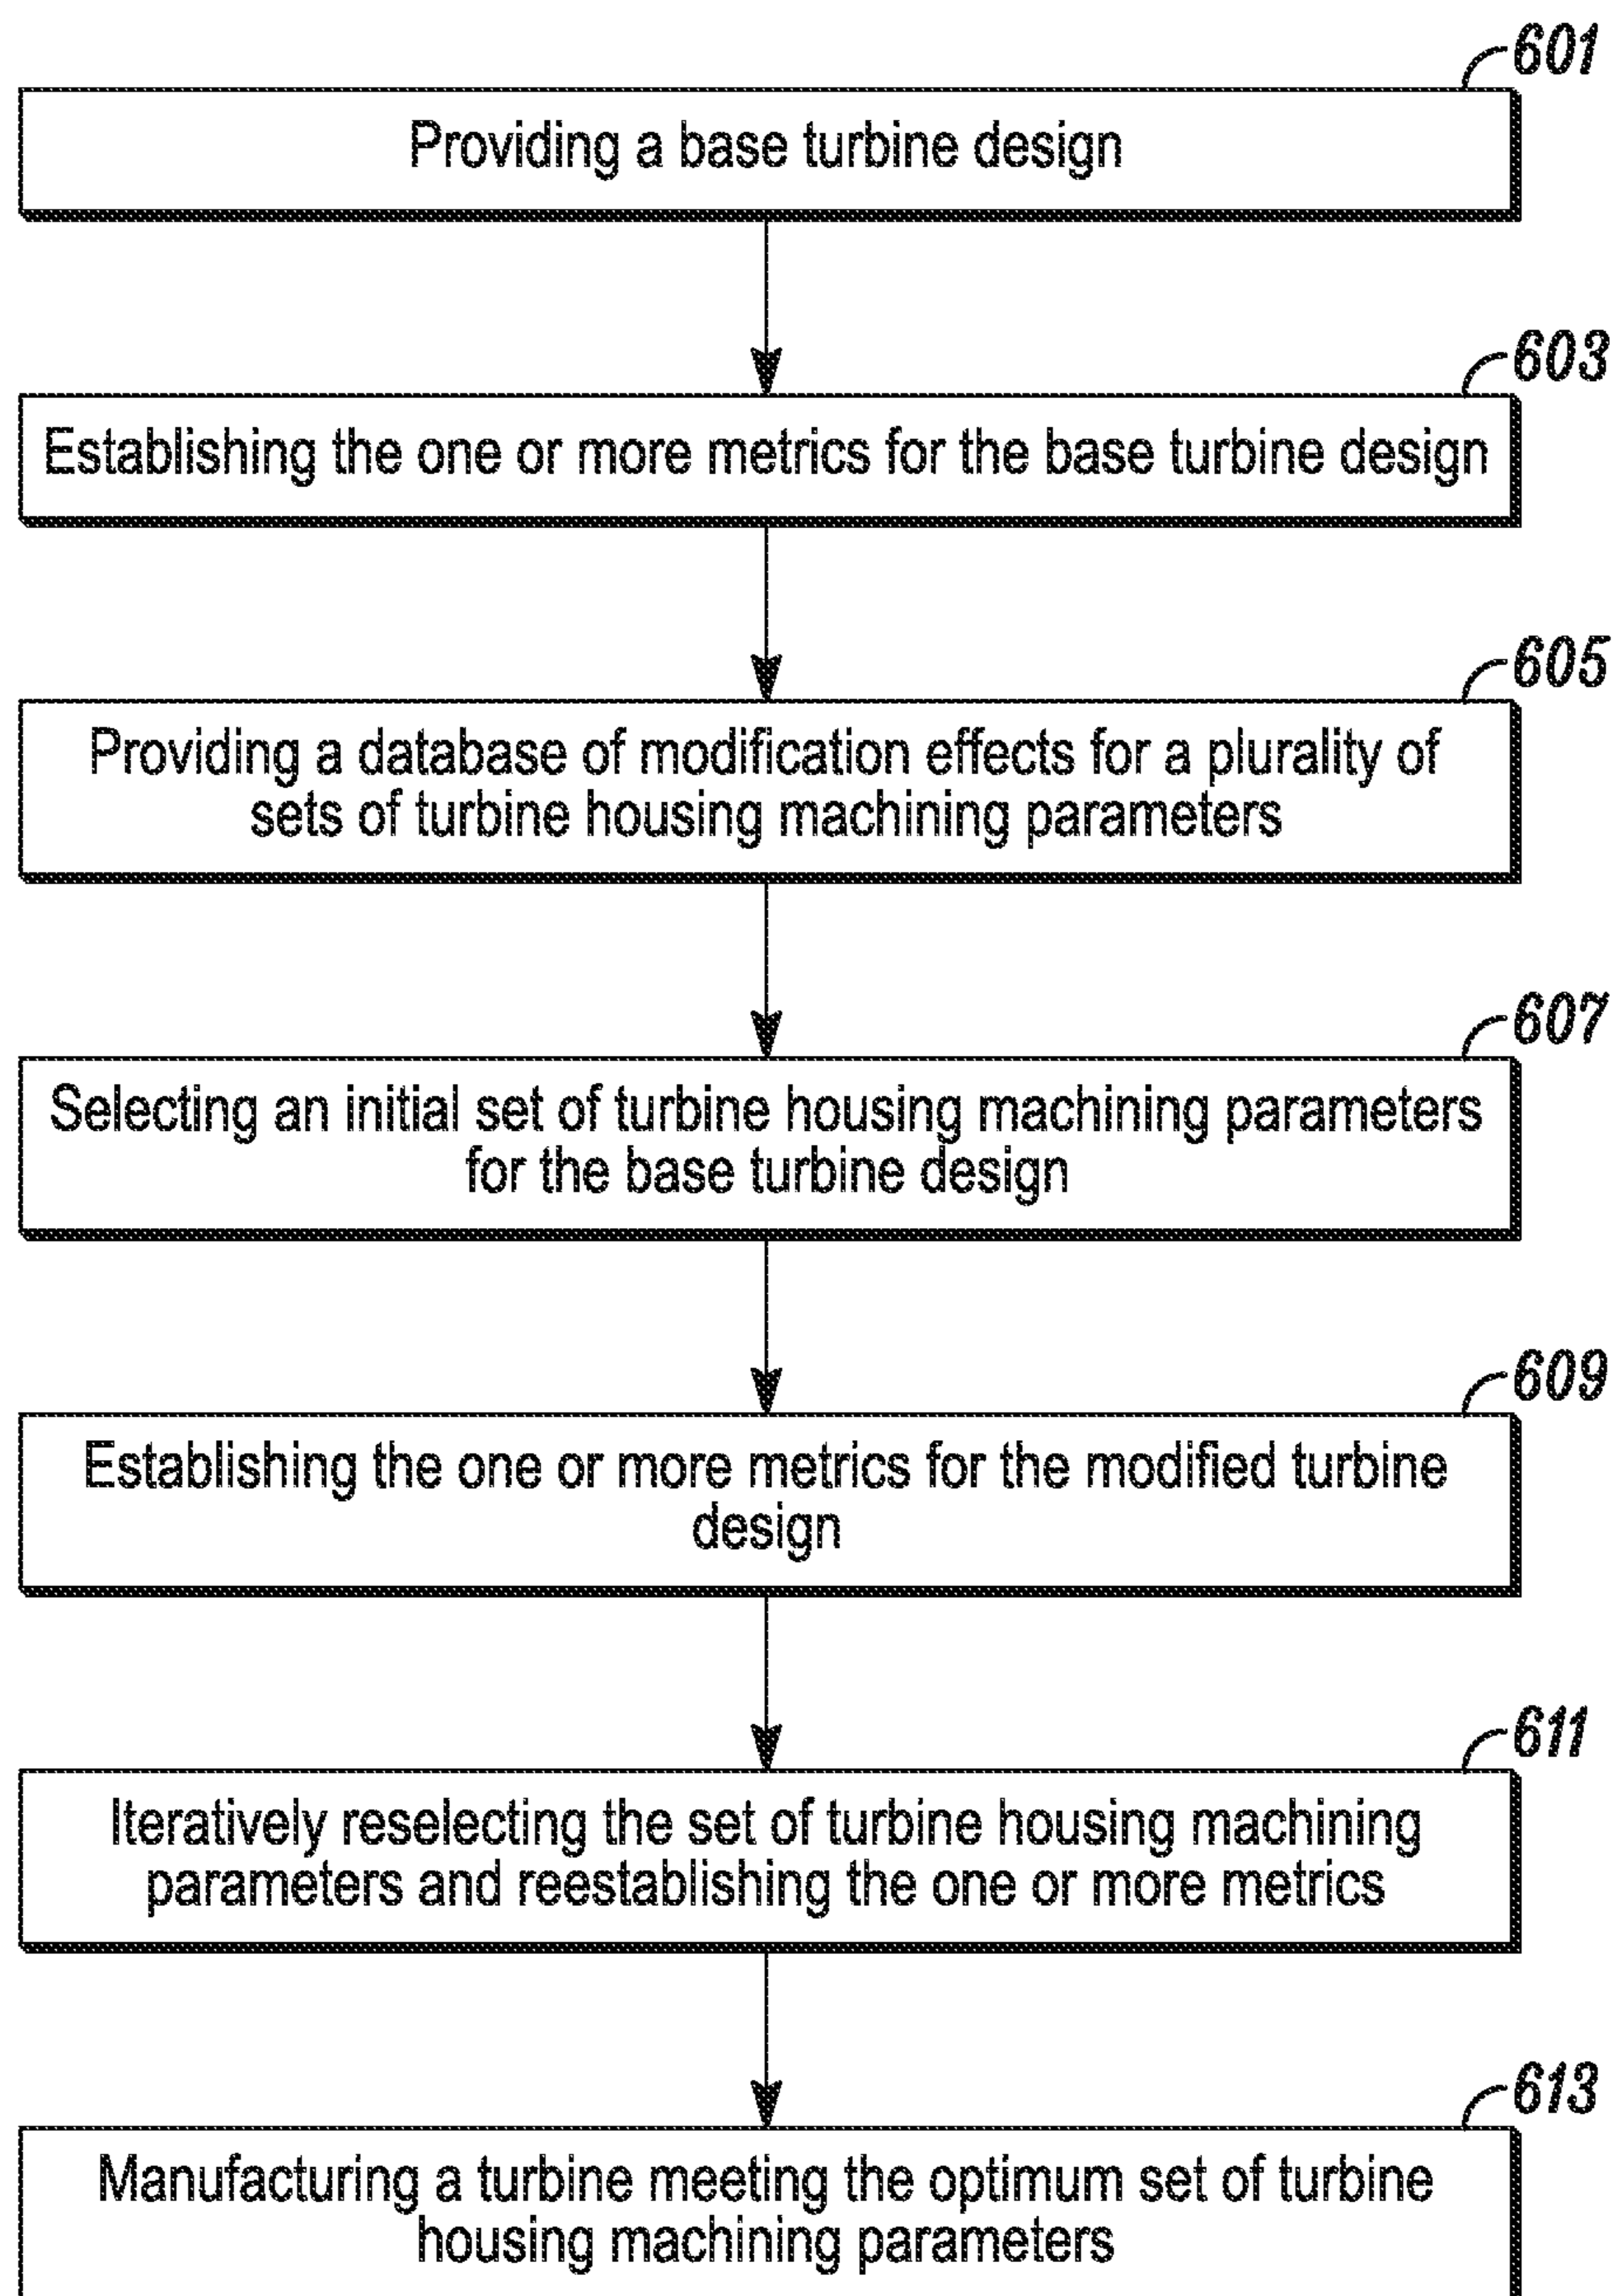 601
Providing a base turbine design
603
Establishing the one or more metrics for the base turbine design
605
Providing a database of modification effects for a plurality of
sets of turbine housing machining parameters
607
Selecting an initial set of turbine housing machining parameters
for the base turbine design
609
Establishing the one or more metrics for the modified turbine
design
611
Iteratively reselecting the set of turbine housing machining
parameters and reestablishing the one or more metrics
613
Manufacturing a turbine meeting the optimum set of turbine
housing machining parameters